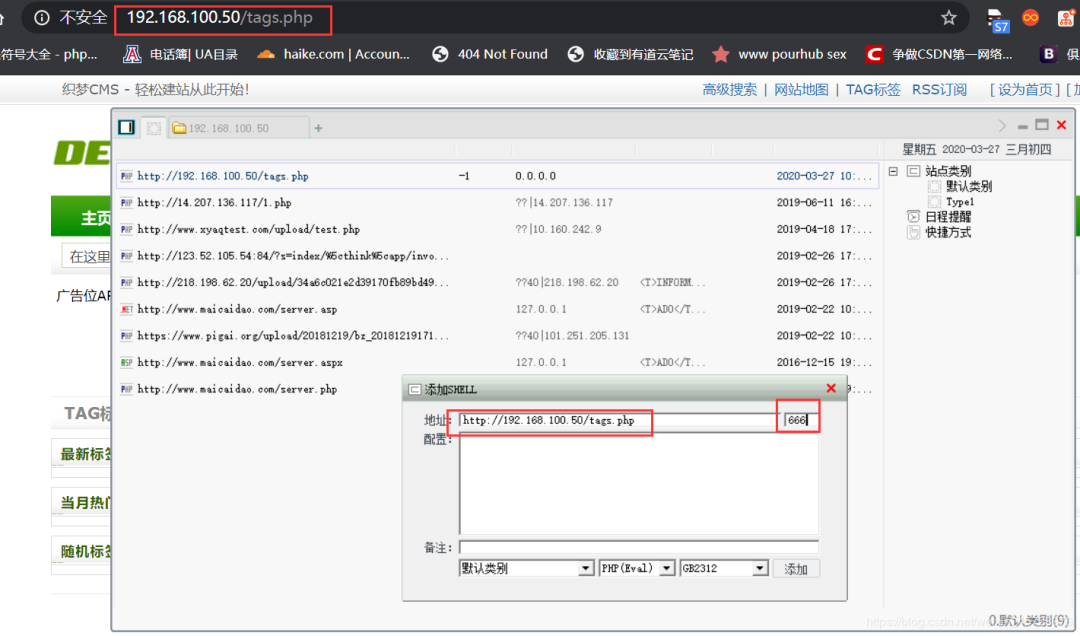 不安全 192.168.100.50/tags.php
符号大全 - php... 电话簿| UA目录 haike.com | Accoun... 404 Not Found 收藏到有道云笔记 www pourhub sex 争做CSDN第一网络...
织梦CMS - 轻松建站从此开始! 高级搜索 | 网站地图 | TAG标签 RSS订阅 [ 设为首页 ] [
192.168.100.50 +
DE
星期五 2020-03-27 三月初四
http://192.168.100.50/tags.php -1 0.0.0.0 2020-03-27 10:...
http://14.207.136.117/1.php ??|14.207.136.117 2019-06-11 16:...
http://www.xyaqtest.com/upload/test.php ??|10.160.242.9 2019-04-18 17:...
http://123.52.105.54:84/?s=index/%5cthink%5capp/invo... 2019-02-26 17:...
http://218.198.62.20/upload/34a6c021e2d39170fb89bd49... ??40|218.198.62.20 <T>INFORM... 2019-02-26 17:...
http://www.maicaidao.com/server.asp 127.0.0.1 <T>ADO</T... 2019-02-22 10:...
https://www.pigai.org/upload/20181219/bz_20181219171... ??40|101.251.205.131 2019-02-22 10:...
http://www.maicaidao.com/server.aspx 127.0.0.1 <T>ADO</T... 2016-12-15 19:...
http://www.maicaidao.com/server.php 9:...
站点类别
默认类别
Type1
日程提醒
快捷方式
主页
在这里
广告位AP
TAG标
最新标签
当月热门
随机标签
添加SHELL
地址: http://192.168.100.50/tags.php 666
配置:
备注:
默认类别 PHP(Eval) GB2312 添加
0.默认类别(9)